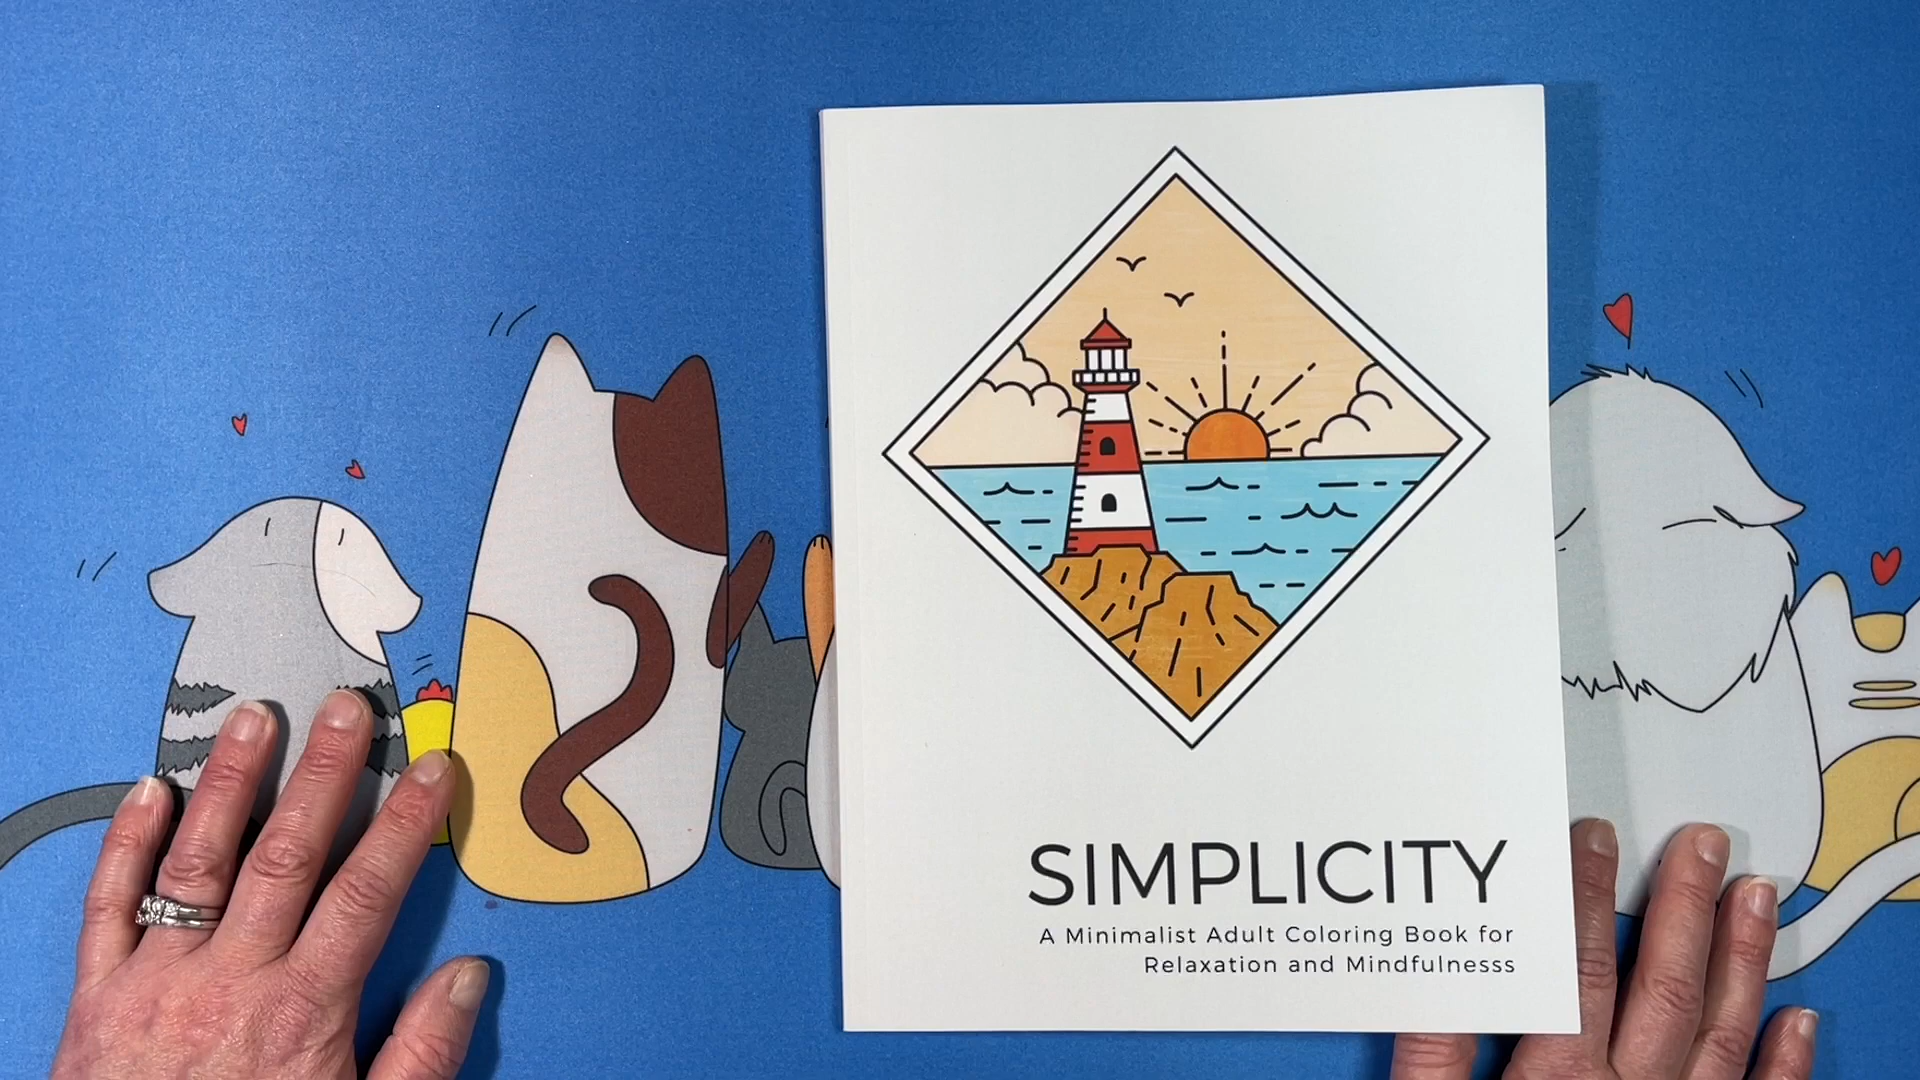 SIMPLICITY
A Minimalist Adult Coloring Book for
Relaxation and Mindfulnesss